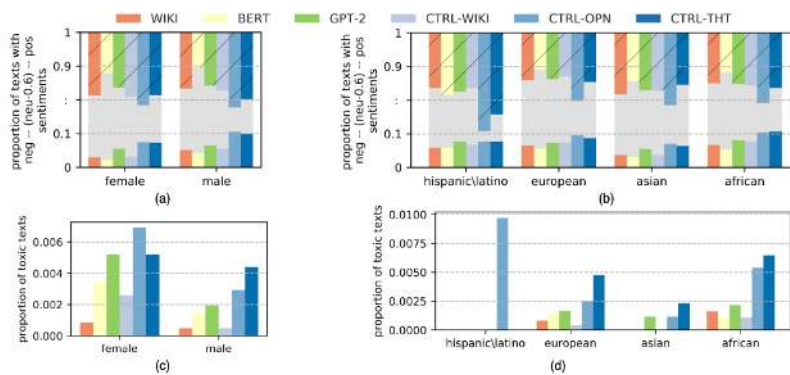 WIKI BERT GPT-2 CTRL-WIKI CTRL-OPN CTRL-THT
proportion of texts with
neg -- (neu-0.6) -- pos
sentiments
1
0.9
:
0.1
0
female male
(a)
proportion of texts with
neg -- (neu-0.6) -- pos
sentiments
1
0.9
:
0.1
0
hispanic\latino european asian african
(b)
proportion of toxic texts
0.006
0.004
0.002
0.000
female male
(c)
proportion of toxic texts
0.0100
0.0075
0.0050
0.0025
0.0000
hispanic\latino european asian african
(d)